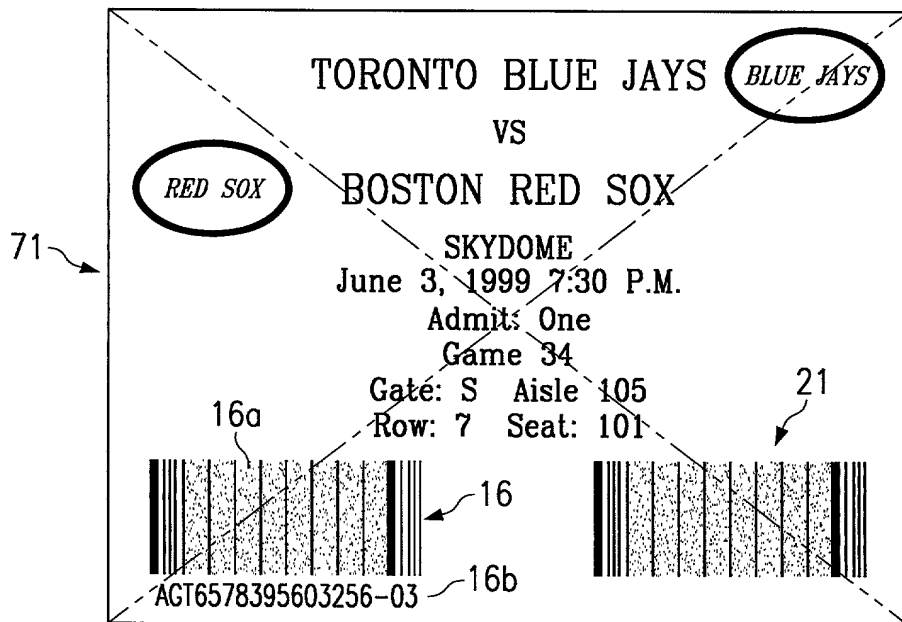 TORONTO BLUE JAYS
BLUE JAYS
VS
RED SOX
BOSTON RED SOX
71
SKYDOME
June 3, 1999 7:30 P.M.
Admit: One
Game 34
Gate: S Aisle 105
Row: 7 Seat: 101
16a
21
16
16b
AGT6578395603256-03